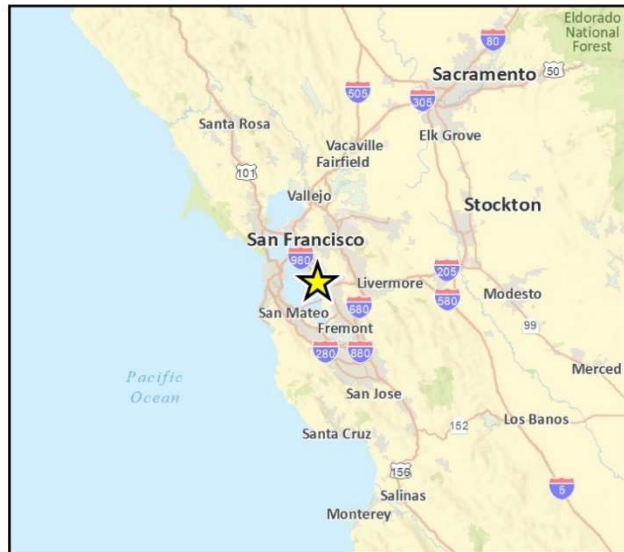 Eldorado
National
Forest
80
Sacramento
50
505
305
Santa Rosa
Elk Grove
Vacaville
Fairfield
101
Vallejo
Stockton
San Francisco
980
205
Livermore
580
Modesto
680
San Mateo
Fremont
99
280
880
Merced
Pacific
Ocean
San Jose
Los Banos
152
Santa Cruz
156
5
Salinas
Monterey